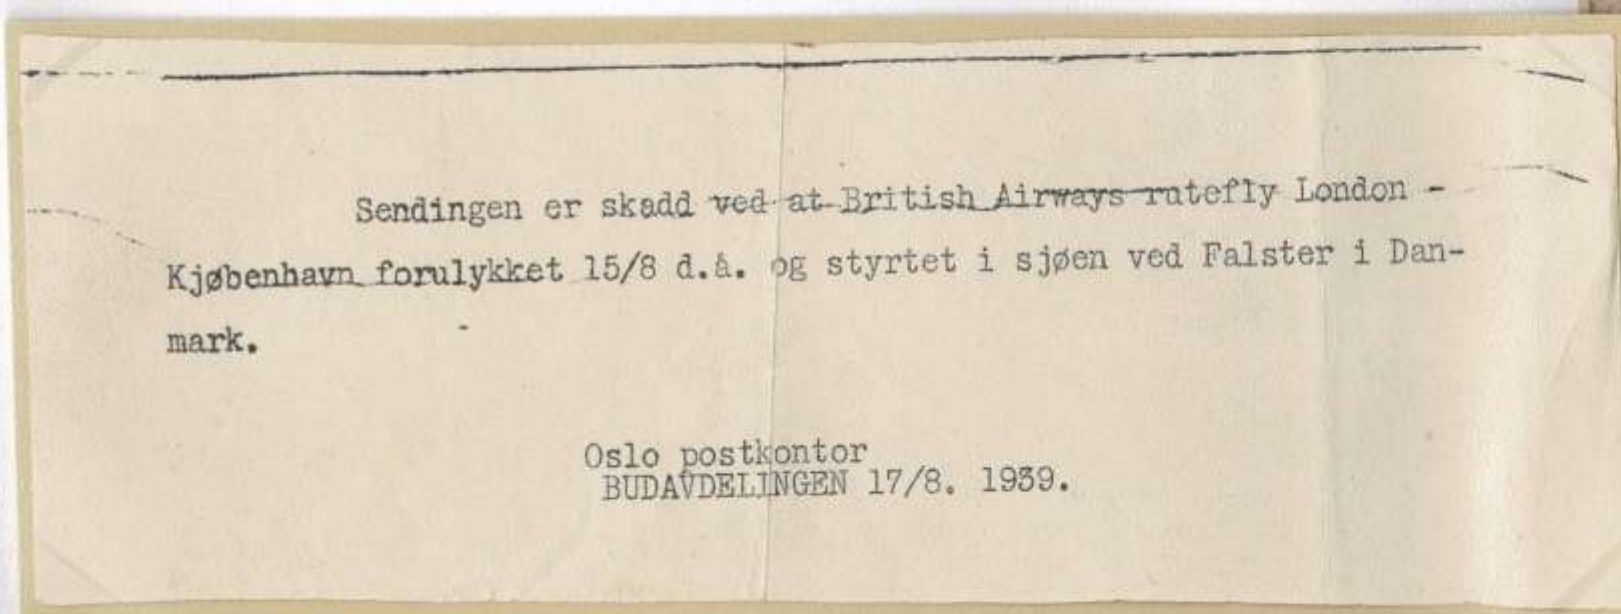 Sendingen er skadd ved at British Airways rutefly London -
Kjøbenhavn forulykket 15/8 d.å. og styrtet i sjøen ved Falster i Dan-
mark.
Oslo postkontor
BUDAVDELINGEN 17/8. 1939.